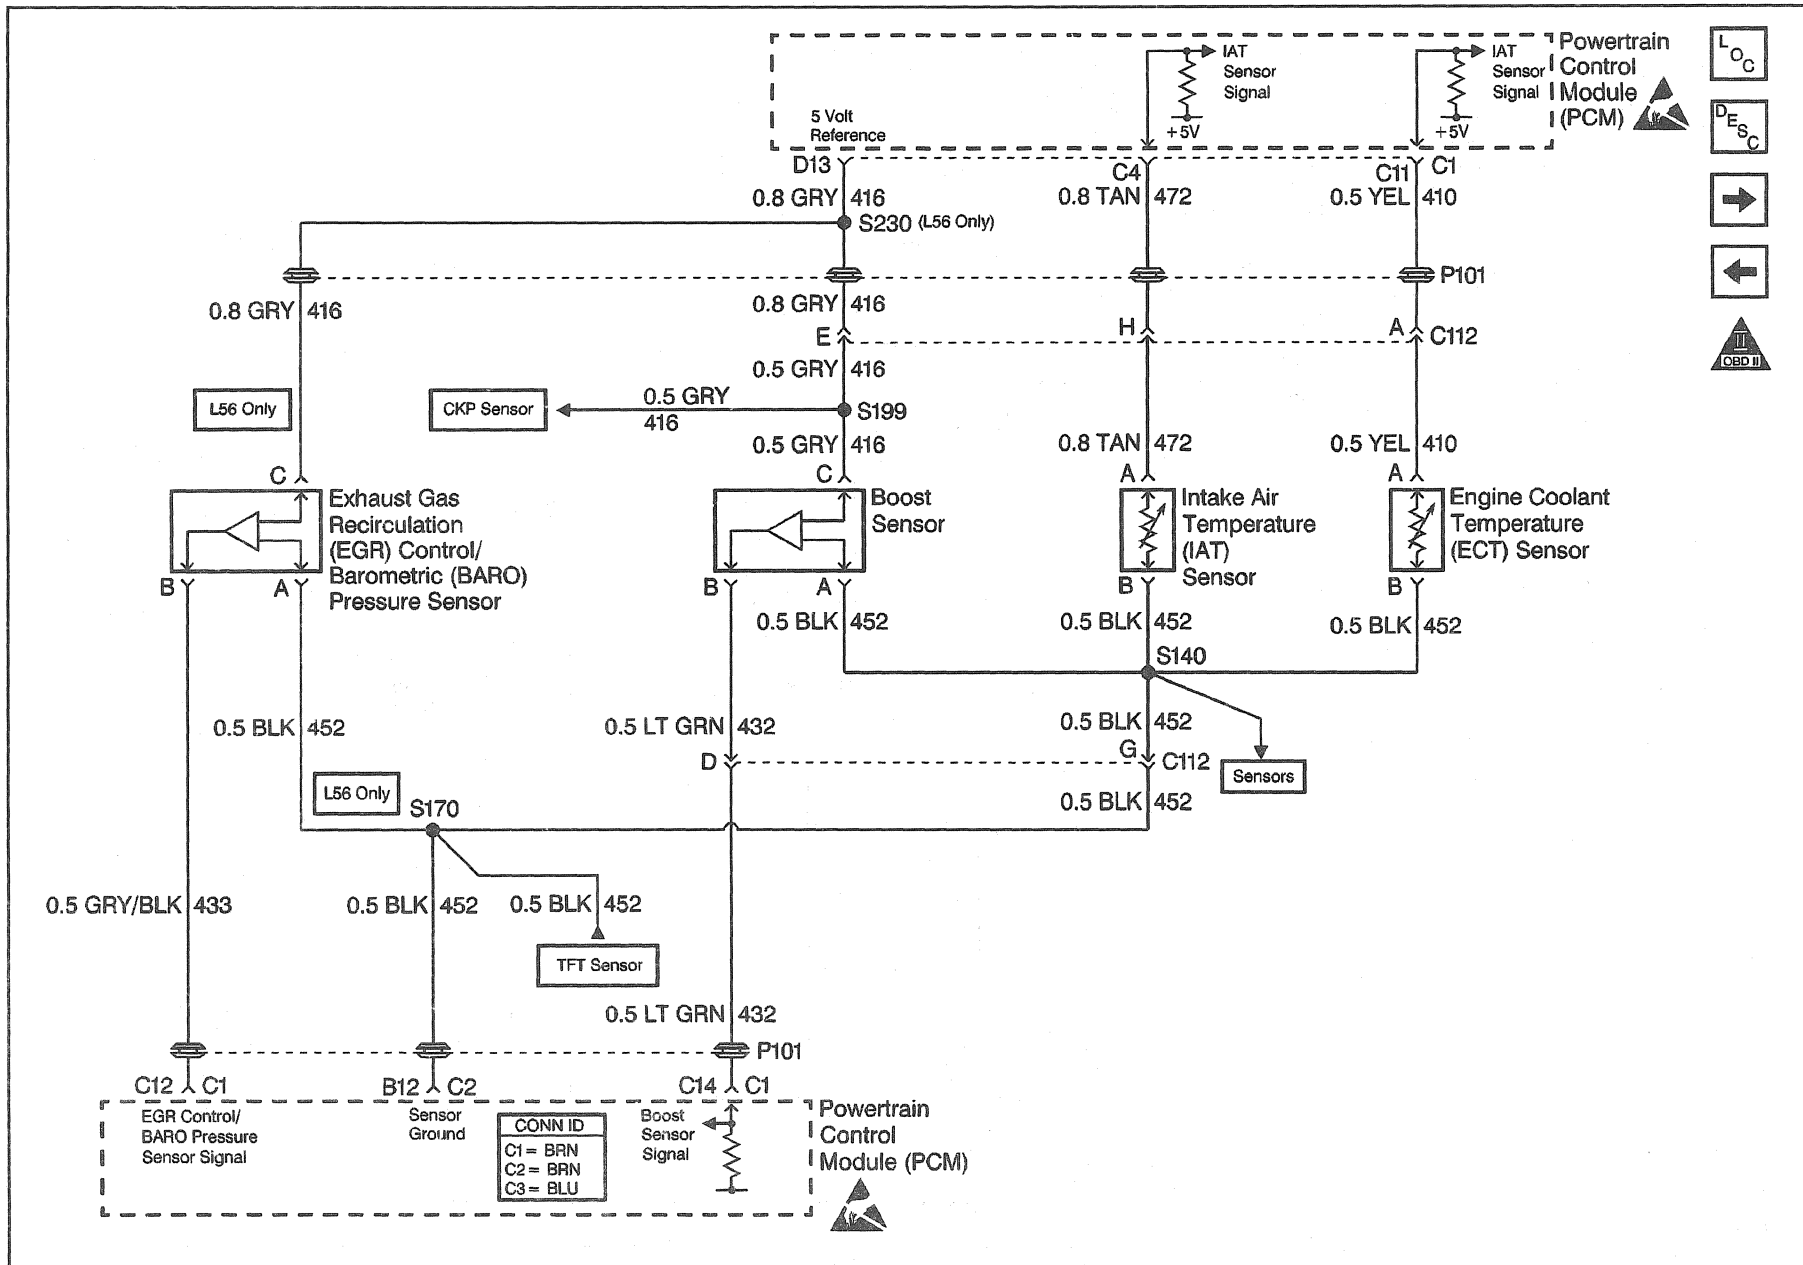 IAT
Sensor
Signal
IAT
Sensor
Signal
Powertrain
Control
Module
(PCM)
LOC
DESC
5 Volt
Reference
+5V
+5V
D13
C4
C11
C1
0.8 GRY 416
0.8 TAN 472
0.5 YEL 410
S230 (L56 Only)
P101
0.8 GRY 416
0.8 GRY 416
E
H
A
C112
II
OBD II
0.5 GRY 416
L56 Only
CKP Sensor
0.5 GRY
416
S199
0.5 GRY 416
0.8 TAN 472
0.5 YEL 410
C
C
A
A
Exhaust Gas
Recirculation
(EGR) Control/
Barometric (BARO)
Pressure Sensor
Boost
Sensor
Intake Air
Temperature
(IAT)
Sensor
Engine Coolant
Temperature
(ECT) Sensor
B
A
B
A
B
B
0.5 BLK 452
0.5 BLK 452
0.5 BLK 452
S140
0.5 BLK 452
0.5 LT GRN 432
0.5 BLK 452
D
G
C112
Sensors
L56 Only
S170
0.5 BLK 452
0.5 GRY/BLK 433
0.5 BLK 452
0.5 BLK 452
TFT Sensor
0.5 LT GRN 432
P101
C12
C1
B12
C2
C14
C1
EGR Control/
BARO Pressure
Sensor Signal
Sensor
Ground
CONN ID
C1 = BRN
C2 = BRN
C3 = BLU
Boost
Sensor
Signal
Powertrain
Control
Module (PCM)